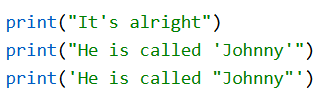 print("It's alright")
print("He is called 'Johnny'")
print('He is called "Johnny"')